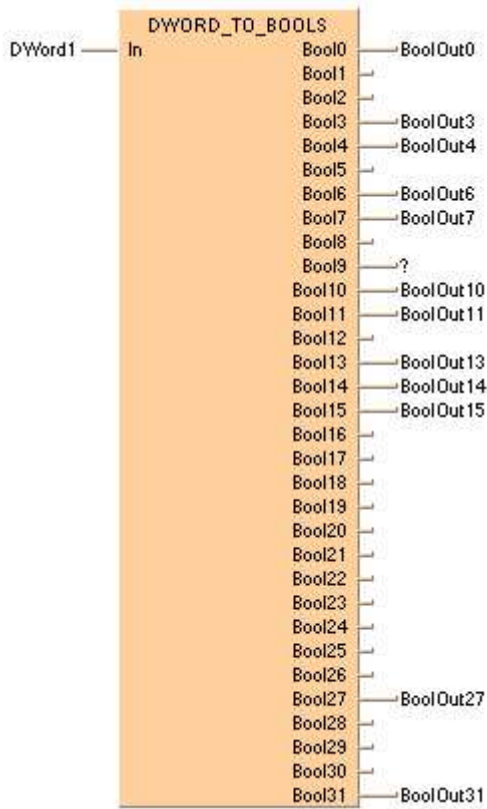 DWORD_TO_BOOLS
DWord1 In Bool0 BoolOut0
Bool1
Bool2
Bool3 BoolOut3
Bool4 BoolOut4
Bool5
Bool6 BoolOut6
Bool7 BoolOut7
Bool8
Bool9 ?
Bool10 BoolOut10
Bool11 BoolOut11
Bool12
Bool13 BoolOut13
Bool14 BoolOut14
Bool15 BoolOut15
Bool16
Bool17
Bool18
Bool19
Bool20
Bool21
Bool22
Bool23
Bool24
Bool25
Bool26
Bool27 BoolOut27
Bool28
Bool29
Bool30
Bool31 BoolOut31